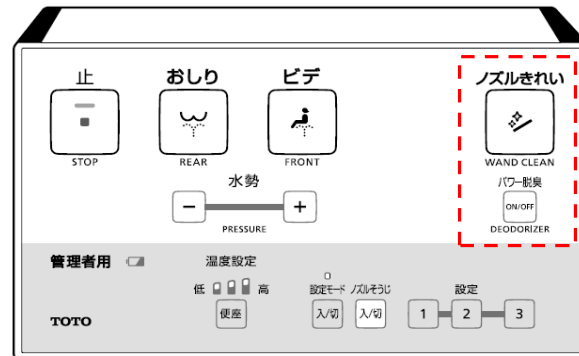 止 おしり ビデ ノズルきれい
STOP REAR FRONT WAND CLEAN
水勢 パワー脱臭
− + ON/OFF
PRESSURE DEODORIZER
管理者用 温度設定
低 高 設定モード ノズルそうじ 設定
便座 入/切 入/切 1 2 3
TOTO